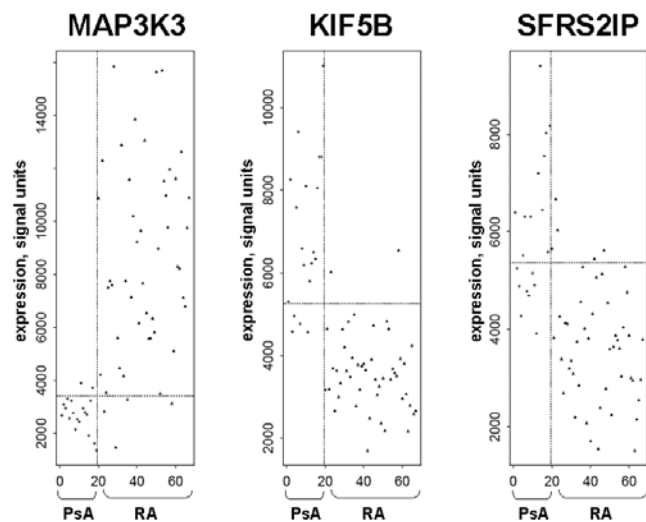 MAP3K3 KIF5B SFRS2IP
expression, signal units
2000 4000 6000 8000 10000 14000
0 20 40 60
PsA RA
expression, signal units
2000 4000 6000 8000 10000
0 20 40 60
PsA RA
expression, signal units
2000 4000 6000 8000
0 20 40 60
PsA RA